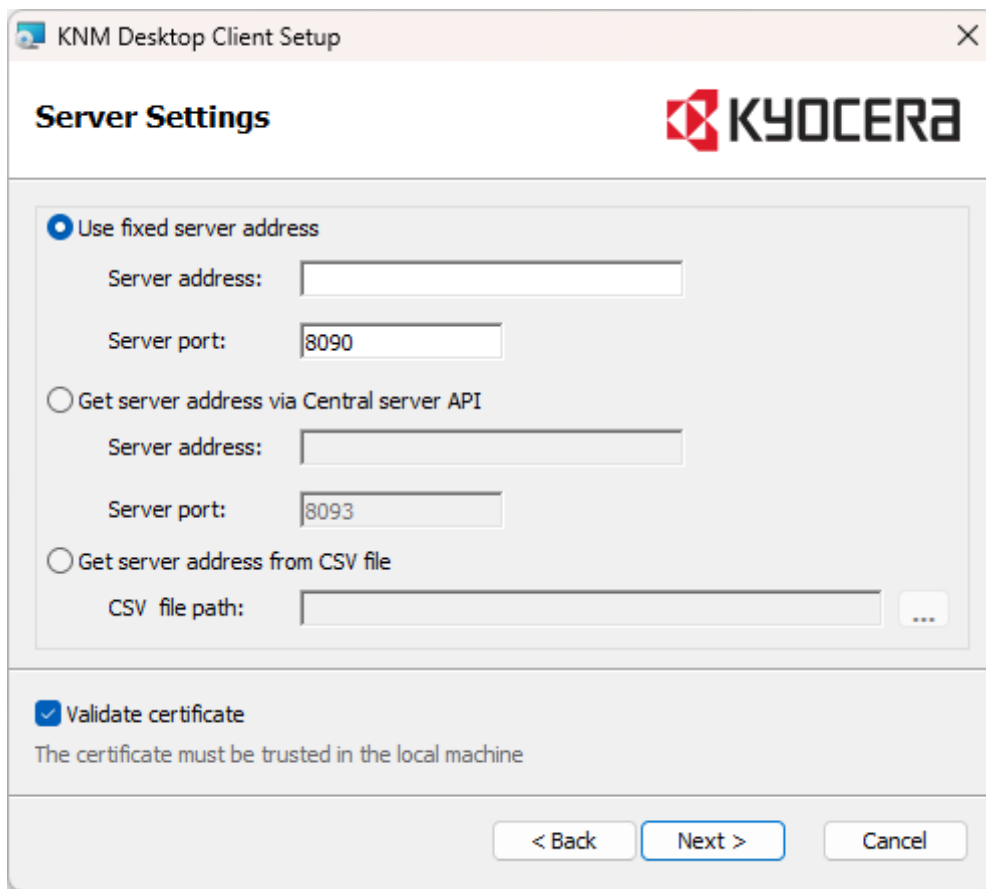 KNM Desktop Client Setup
Server Settings
KYOCERA
Use fixed server address
Server address:
Server port: 8090
Get server address via Central server API
Server address:
Server port: 8093
Get server address from CSV file
CSV file path:
...
Validate certificate
The certificate must be trusted in the local machine
< Back Next > Cancel